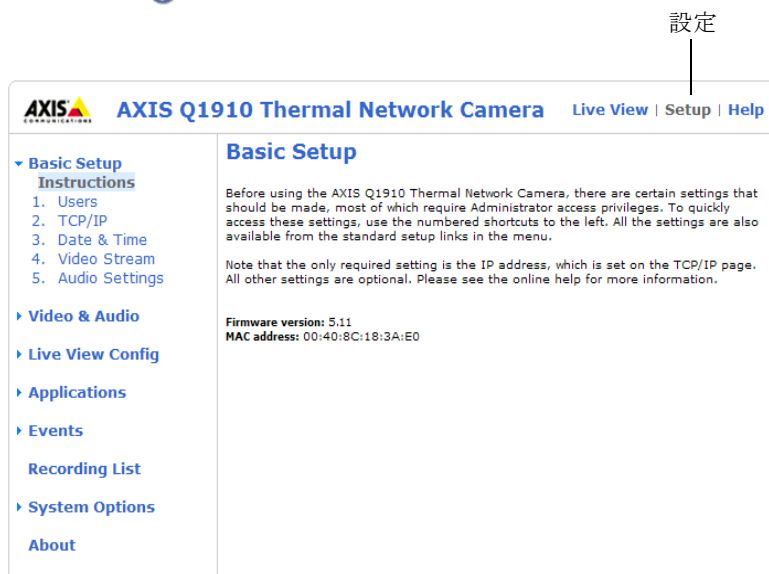 設定
AXIS
COMMUNICATIONS
AXIS Q1910 Thermal Network Camera
Live View | Setup | Help
Basic Setup
Instructions
1. Users
2. TCP/IP
3. Date & Time
4. Video Stream
5. Audio Settings
Video & Audio
Live View Config
Applications
Events
Recording List
System Options
About
Basic Setup
Before using the AXIS Q1910 Thermal Network Camera, there are certain settings that
should be made, most of which require Administrator access privileges. To quickly
access these settings, use the numbered shortcuts to the left. All the settings are also
available from the standard setup links in the menu.
Note that the only required setting is the IP address, which is set on the TCP/IP page.
All other settings are optional. Please see the online help for more information.
Firmware version: 5.11
MAC address: 00:40:8C:18:3A:E0